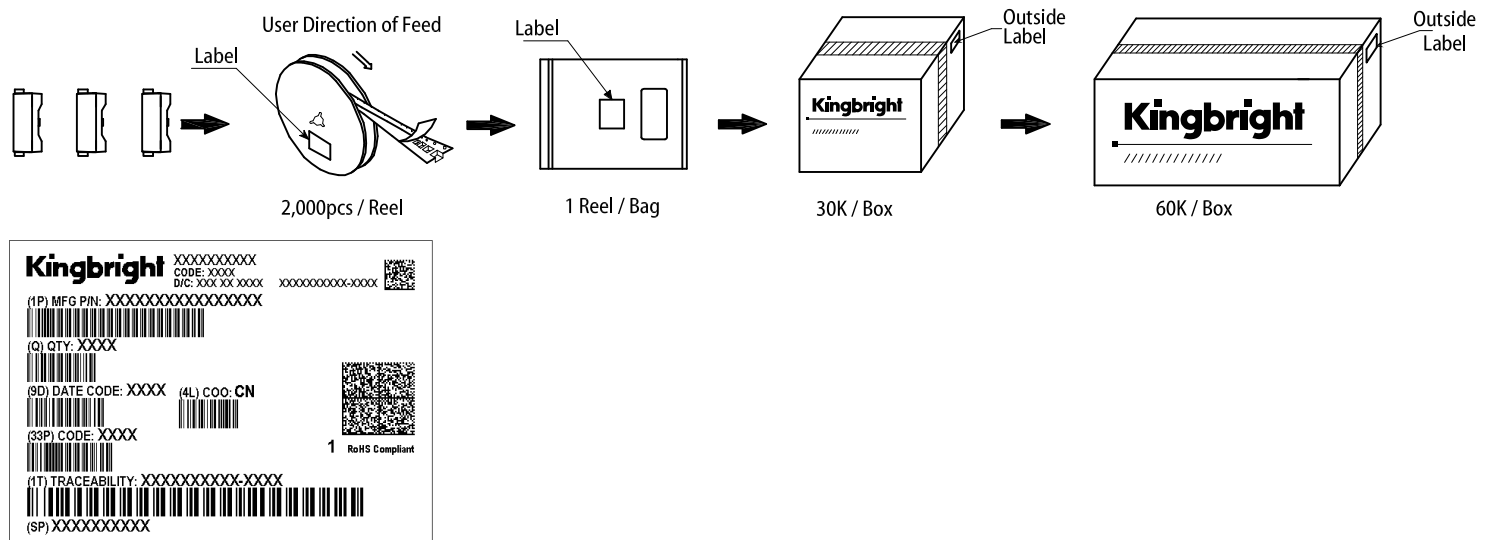 User Direction of Feed
Label
Label
Outside
Label
Outside
Label
Kingbright
Kingbright
2,000pcs / Reel
1 Reel / Bag
30K / Box
60K / Box
Kingbright
XXXXXXXXXX
CODE: XXXX
D/C: XXX XX XXXX
XXXXXXXXXX-XXXX
(1P) MFG P/N: XXXXXXXXXXXXXXXX
(Q) QTY: XXXX
(9D) DATE CODE: XXXX
(4L) COO: CN
(33P) CODE: XXXX
1 RoHS Compliant
(1T) TRACEABILITY: XXXXXXXXXX-XXXX
(SP) XXXXXXXXXX